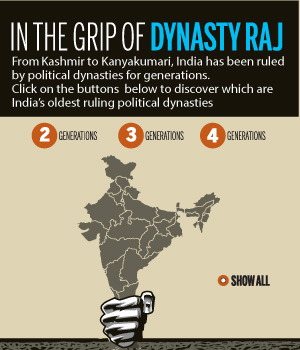 IN THE GRIP OF DYNASTY RAJ
From Kashmir to Kanyakumari, India has been ruled
by political dynasties for generations.
Click on the buttons below to discover which are
India's oldest ruling political dynasties
2 GENERATIONS 3 GENERATIONS 4 GENERATIONS
SHOW ALL